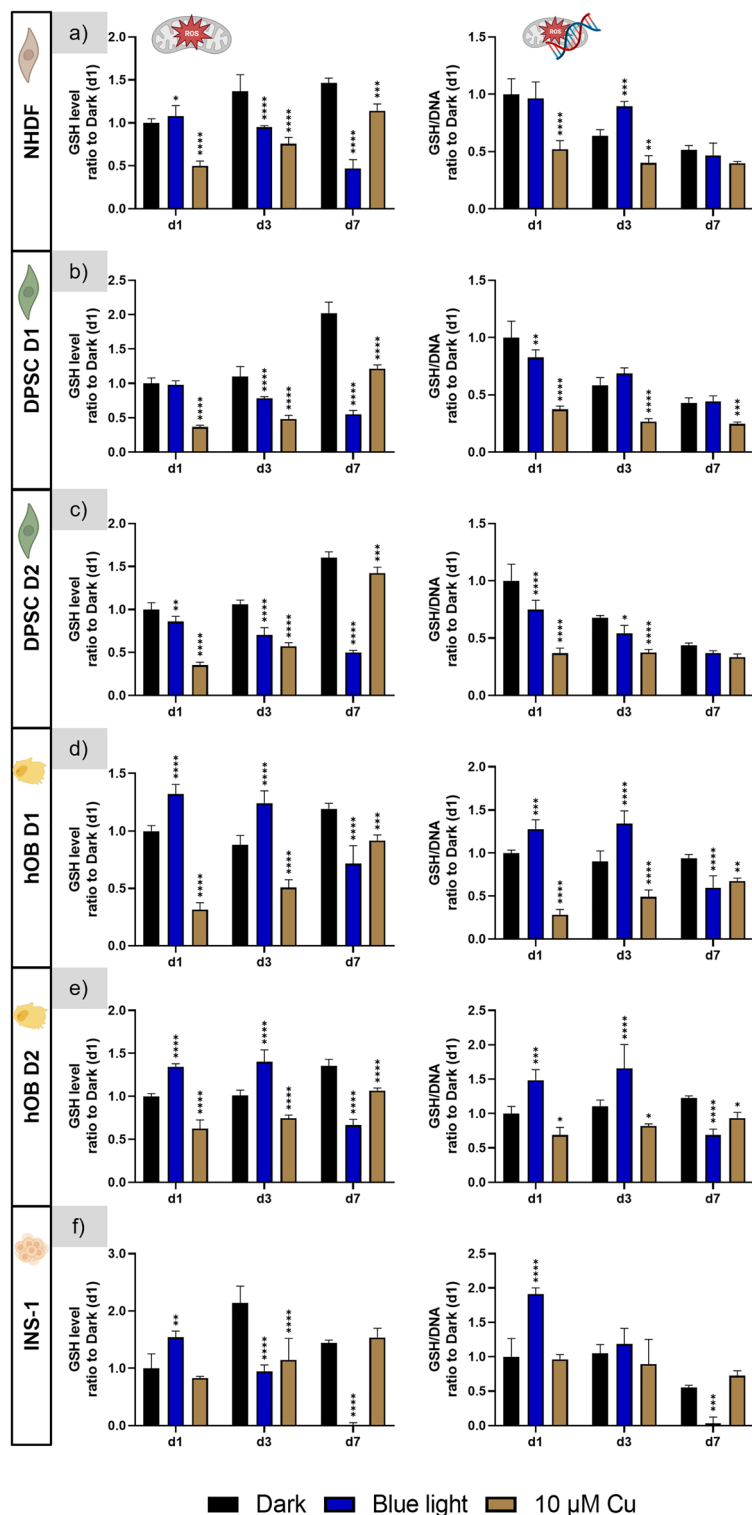 NHDF
a)
ROS
ROS
GSH level
ratio to Dark (d1)
2.0
1.5
1.0
0.5
0.0
*
****
****
****
****
***
d1
d3
d7
GSH/DNA
ratio to Dark (d1)
1.5
1.0
0.5
0.0
****
***
**
d1
d3
d7
DPSC D1
b)
GSH level
ratio to Dark (d1)
2.5
2.0
1.5
1.0
0.5
0.0
****
****
****
****
****
d1
d3
d7
GSH/DNA
ratio to Dark (d1)
1.5
1.0
0.5
0.0
**
****
****
***
d1
d3
d7
DPSC D2
c)
GSH level
ratio to Dark (d1)
2.0
1.5
1.0
0.5
0.0
**
****
****
****
****
***
d1
d3
d7
GSH/DNA
ratio to Dark (d1)
1.5
1.0
0.5
0.0
****
****
*
****
d1
d3
d7
hOB D1
d)
GSH level
ratio to Dark (d1)
1.5
1.0
0.5
0.0
****
****
****
****
****
***
d1
d3
d7
GSH/DNA
ratio to Dark (d1)
2.0
1.5
1.0
0.5
0.0
***
****
****
****
****
**
d1
d3
d7
hOB D2
e)
GSH level
ratio to Dark (d1)
2.0
1.5
1.0
0.5
0.0
****
****
****
****
****
****
d1
d3
d7
GSH/DNA
ratio to Dark (d1)
2.5
2.0
1.5
1.0
0.5
0.0
***
*
****
*
****
*
d1
d3
d7
INS-1
f)
GSH level
ratio to Dark (d1)
3.0
2.0
1.0
0.0
**
****
****
****
d1
d3
d7
GSH/DNA
ratio to Dark (d1)
2.5
2.0
1.5
1.0
0.5
0.0
****
***
d1
d3
d7
Dark
Blue light
10 µM Cu